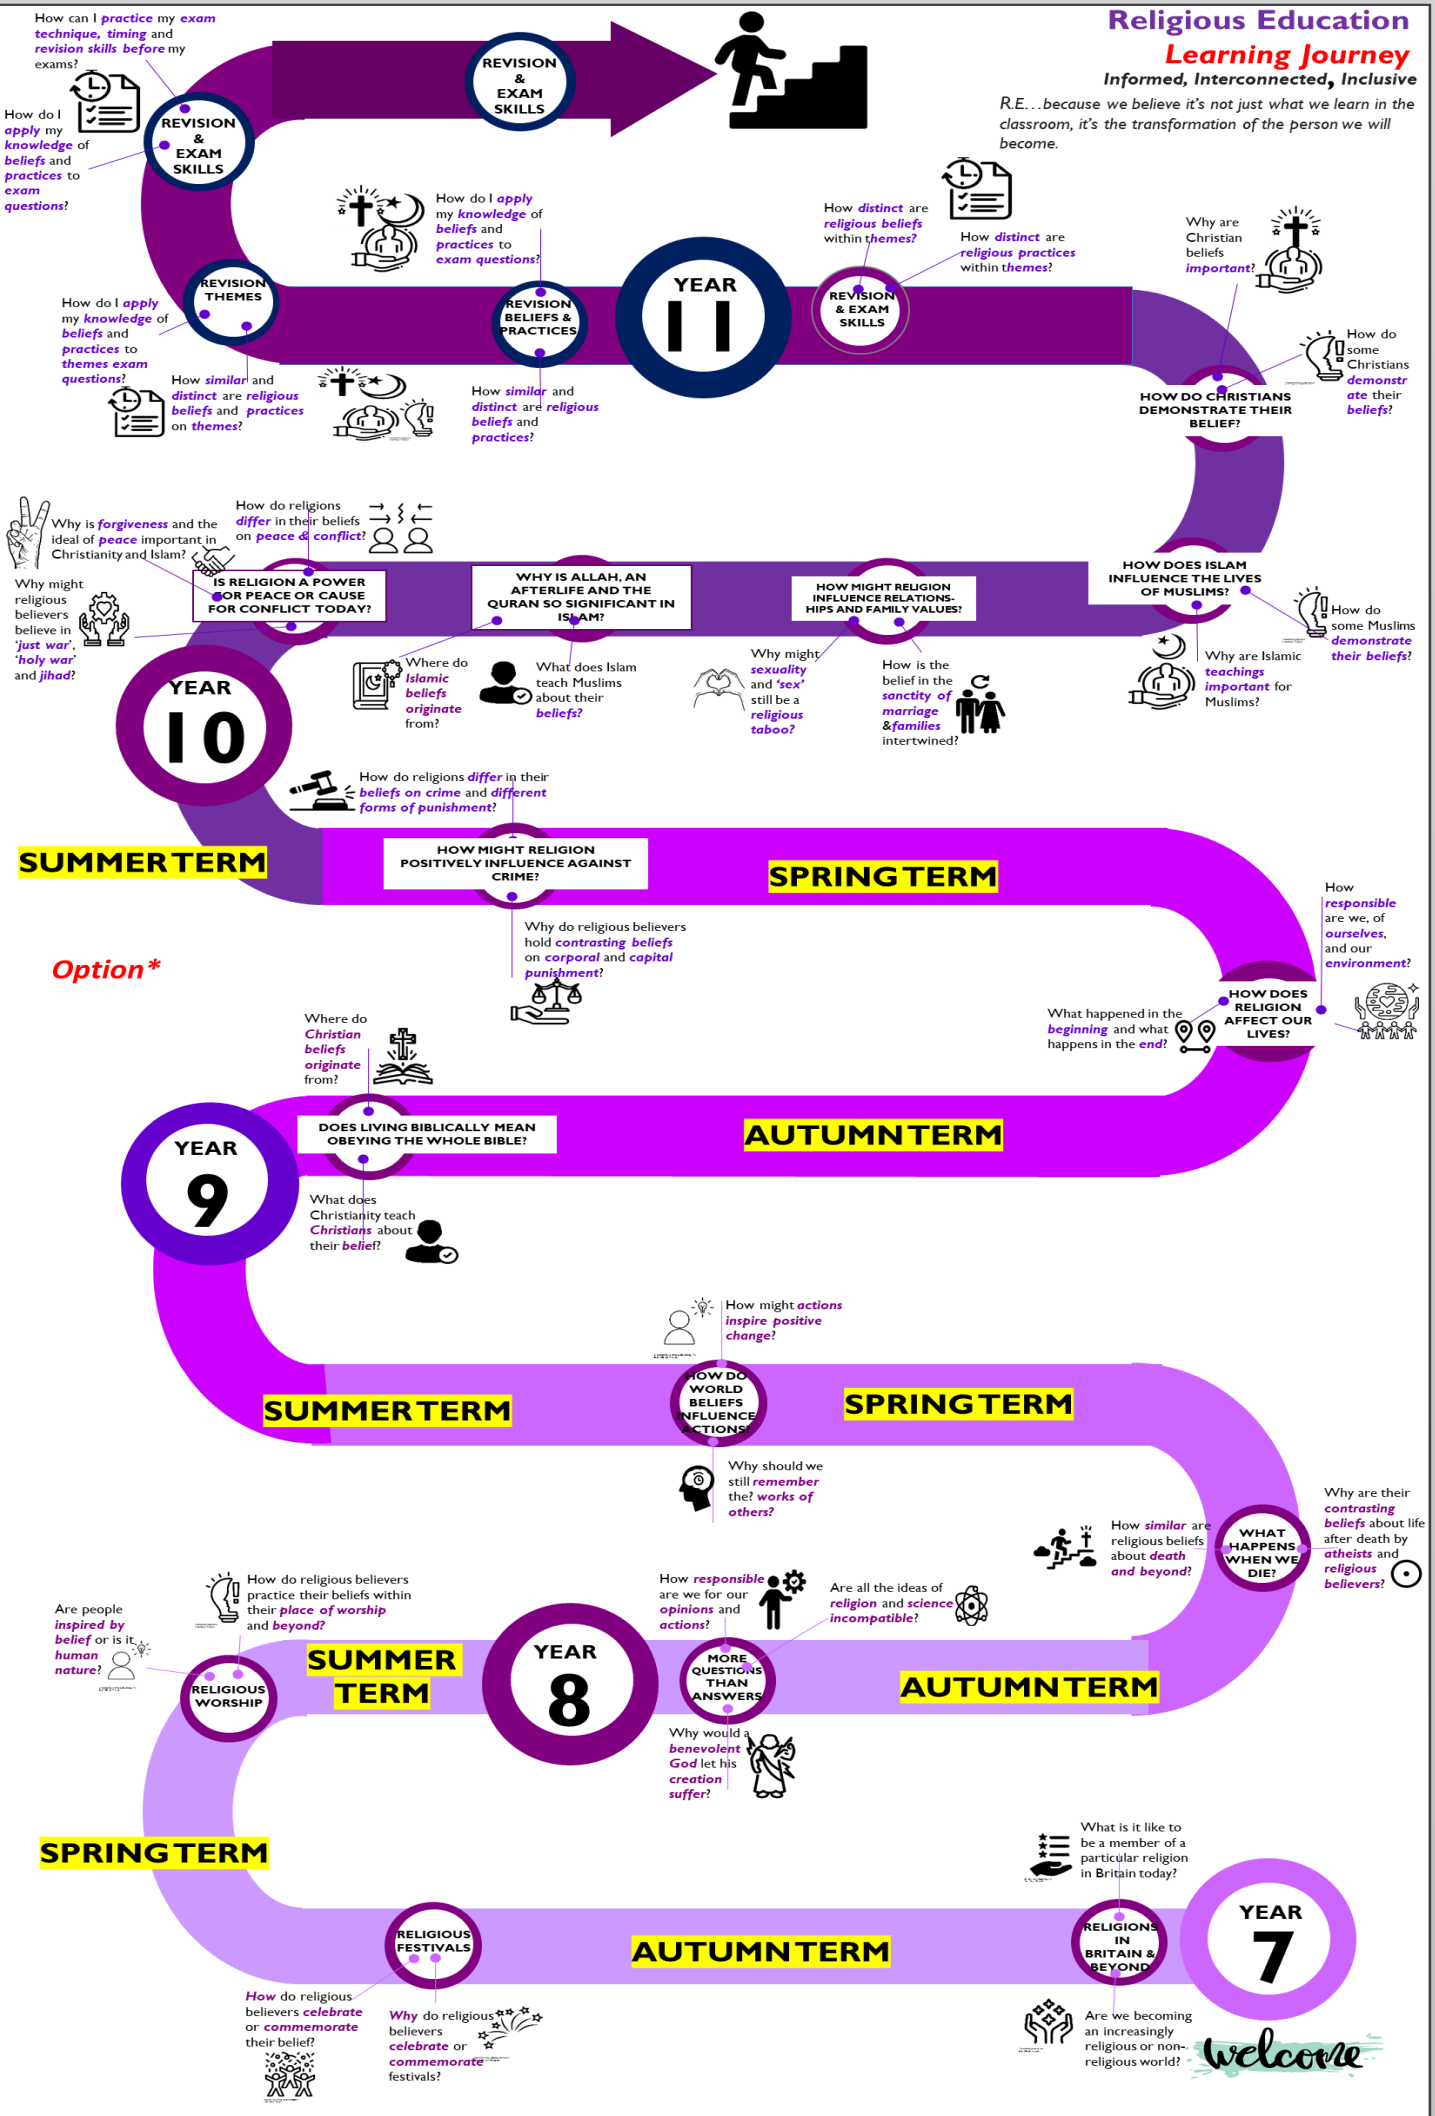 Religious Education
Learning Journey
Informed, Interconnected, Inclusive
R.E…because we believe it's not just what we learn in the
classroom, it's the transformation of the person we will
become.
How can I practice my exam
technique, timing and
revision skills before my
exams?
REVISION
&
EXAM
SKILLS
How do I
apply my
knowledge of
beliefs and
practices to
exam
questions?
REVISION
&
EXAM
SKILLS
How do I apply
my knowledge of
beliefs and
practices to
exam questions?
How distinct are
religious beliefs
within themes?
How distinct are
religious practices
within themes?
Why are
Christian
beliefs
important?
REVISION
THEMES
REVISION
BELIEFS &
PRACTICES
YEAR
11
REVISION
& EXAM
SKILLS
How do I apply
my knowledge of
beliefs and
practices to
themes exam
questions?
How similar and
distinct are religious
beliefs and practices
on themes?
How similar and
distinct are religious
beliefs and
practices?
HOW DO CHRISTIANS
DEMONSTRATE THEIR
BELIEF?
How do
some
Christians
demonstr
ate their
beliefs?
Why is forgiveness and the
ideal of peace important in
Christianity and Islam?
How do religions
differ in their beliefs
on peace & conflict?
Why might
religious
believers
believe in
'just war',
'holy war'
and jihad?
IS RELIGION A POWER
FOR PEACE OR CAUSE
FOR CONFLICT TODAY?
WHY IS ALLAH, AN
AFTERLIFE AND THE
QURAN SO SIGNIFICANT IN
ISLAM?
HOW MIGHT RELIGION
INFLUENCE RELATIONS-
HIPS AND FAMILY VALUES?
HOW DOES ISLAM
INFLUENCE THE LIVES
OF MUSLIMS?
How do
some Muslims
demonstrate
their beliefs?
Where do
Islamic
beliefs
originate
from?
What does Islam
teach Muslims
about their
beliefs?
Why might
sexuality
and 'sex'
still be a
religious
taboo?
How is the
belief in the
sanctity of
marriage
&families
intertwined?
Why are Islamic
teachings
important for
Muslims?
YEAR
10
How do religions differ in their
beliefs on crime and different
forms of punishment?
SUMMER TERM
HOW MIGHT RELIGION
POSITIVELY INFLUENCE AGAINST
CRIME?
SPRING TERM
Why do religious believers
hold contrasting beliefs
on corporal and capital
punishment?
How
responsible
are we, of
ourselves,
and our
environment?
Option*
What happened in the
beginning and what
happens in the end?
HOW DOES
RELIGION
AFFECT OUR
LIVES?
Where do
Christian
beliefs
originate
from?
YEAR
9
DOES LIVING BIBLICALLY MEAN
OBEYING THE WHOLE BIBLE?
AUTUMN TERM
What does
Christianity teach
Christians about
their belief?
How might actions
inspire positive
change?
SUMMER TERM
HOW DO
WORLD
BELIEFS
INFLUENCE
ACTIONS?
SPRING TERM
Why should we
still remember
the? works of
others?
How similar are
religious beliefs
about death
and beyond?
WHAT
HAPPENS
WHEN WE
DIE?
Why are their
contrasting
beliefs about life
after death by
atheists and
religious
believers?
Are people
inspired by
belief or is it
human
nature?
How do religious believers
practice their beliefs within
their place of worship
and beyond?
How responsible
are we for our
opinions and
actions?
Are all the ideas of
religion and science
incompatible?
RELIGIOUS
WORSHIP
SUMMER
TERM
YEAR
8
MORE
QUESTIONS
THAN
ANSWERS
AUTUMN TERM
Why would a
benevolent
God let his
creation
suffer?
SPRING TERM
What is it like to
be a member of a
particular religion
in Britain today?
RELIGIOUS
FESTIVALS
AUTUMN TERM
RELIGIONS
IN
BRITAIN &
BEYOND
YEAR
7
How do religious
believers celebrate
or commemorate
their belief?
Why do religious
believers
celebrate or
commemorate
festivals?
Are we becoming
an increasingly
religious or non-
religious world?
welcome